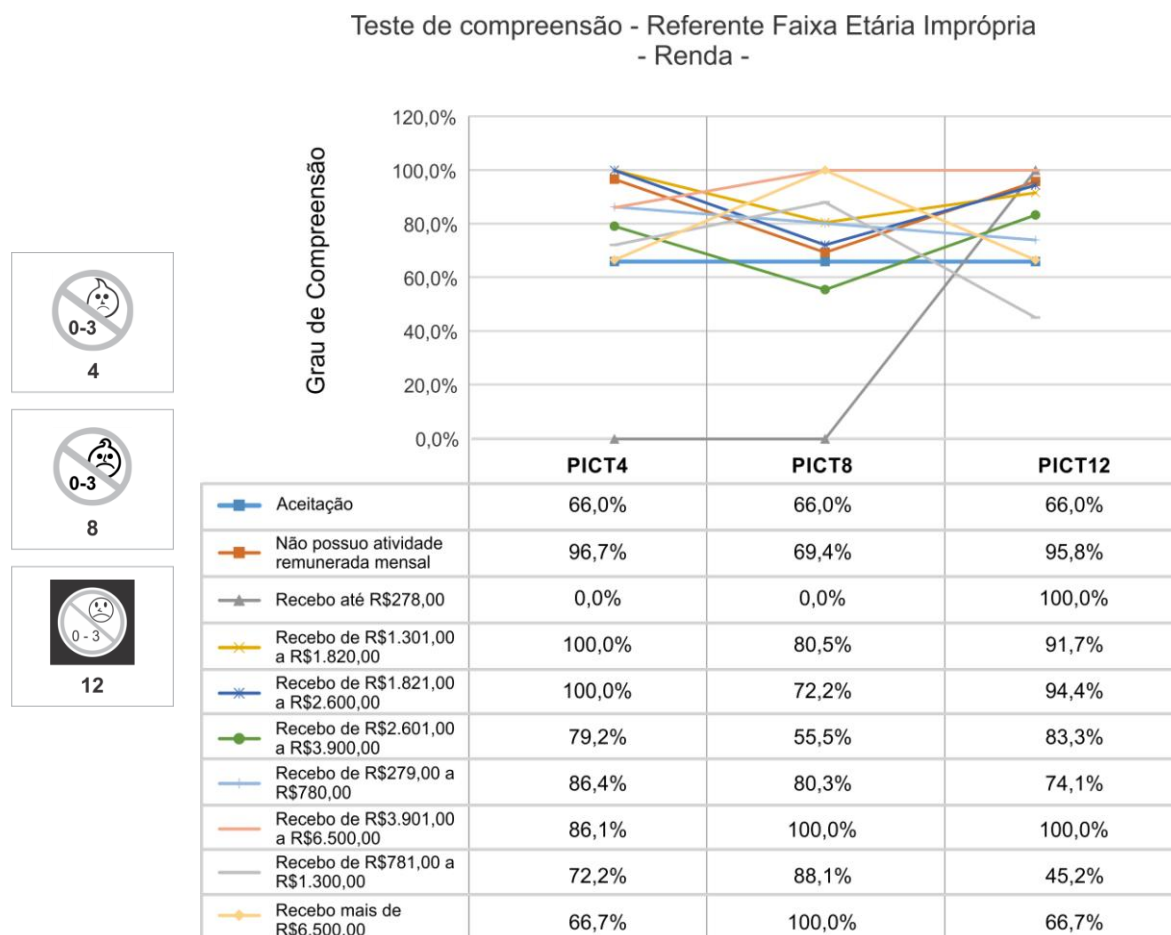 Teste de compreensão - Referente Faixa Etária Imprópria
- Renda -
Grau de Compreensão
120,0%
100,0%
80,0%
60,0%
40,0%
20,0%
0,0%
0-3
4
0-3
8
0 - 3
12
PICT4 PICT8 PICT12
Aceitação 66,0% 66,0% 66,0%
Não possuo atividade
remunerada mensal 96,7% 69,4% 95,8%
Recebo até R$278,00 0,0% 0,0% 100,0%
Recebo de R$1.301,00
a R$1.820,00 100,0% 80,5% 91,7%
Recebo de R$1.821,00
a R$2.600,00 100,0% 72,2% 94,4%
Recebo de R$2.601,00
a R$3.900,00 79,2% 55,5% 83,3%
Recebo de R$279,00 a
R$780,00 86,4% 80,3% 74,1%
Recebo de R$3.901,00
a R$6.500,00 86,1% 100,0% 100,0%
Recebo de R$781,00 a
R$1.300,00 72,2% 88,1% 45,2%
Recebo mais de
R$6.500,00 66,7% 100,0% 66,7%